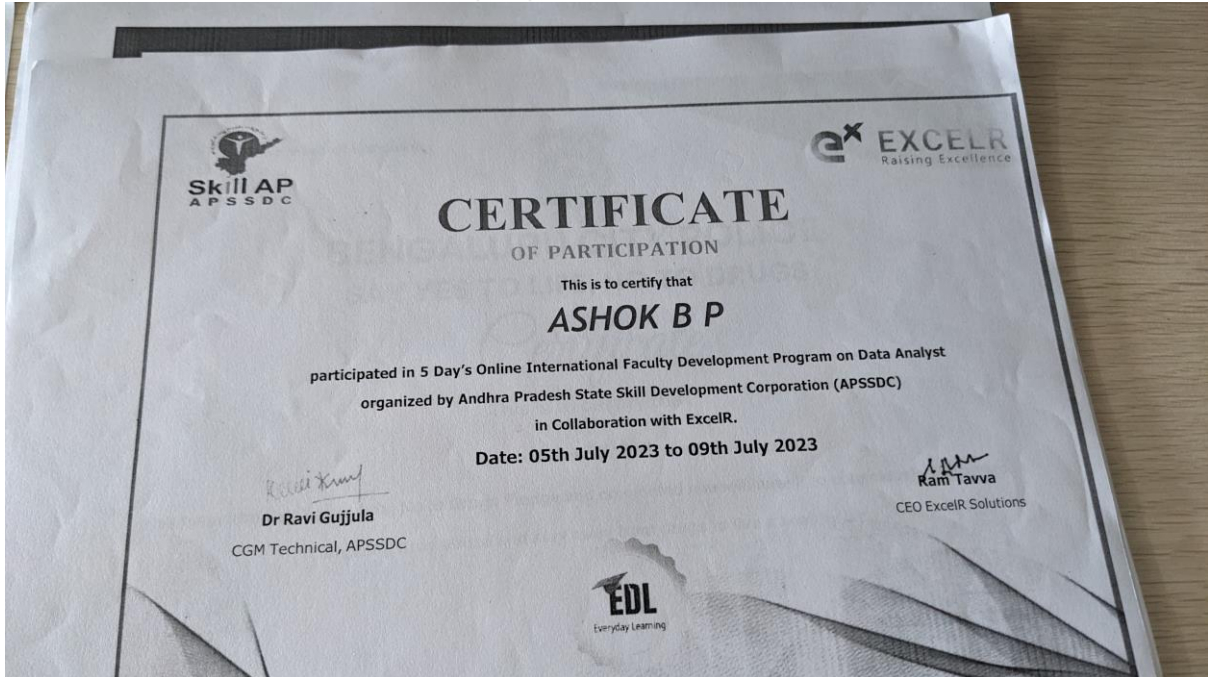 Skill AP
APSSDC
ex EXCELR
Raising Excellence
CERTIFICATE
OF PARTICIPATION
This is to certify that
ASHOK B P
participated in 5 Day's Online International Faculty Development Program on Data Analyst
organized by Andhra Pradesh State Skill Development Corporation (APSSDC)
in Collaboration with ExcelR.
Date: 05th July 2023 to 09th July 2023
Dr Ravi Gujjula
CGM Technical, APSSDC
Ram Tavva
CEO ExcelR Solutions
EDL
Everyday Learning